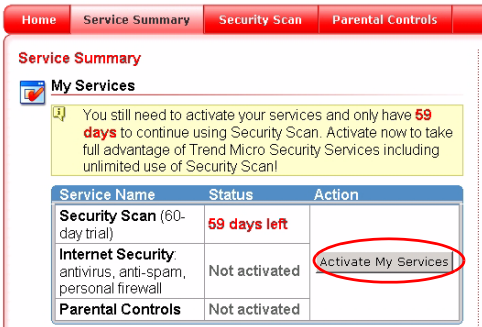 Home Service Summary Security Scan Parental Controls
Service Summary
My Services
You still need to activate your services and only have 59
days to continue using Security Scan. Activate now to take
full advantage of Trend Micro Security Services including
unlimited use of Security Scan!
Service Name Status Action
Security Scan (60-
day trial)
59 days left
Internet Security:
antivirus, anti-spam,
personal firewall
Not activated
Activate My Services
Parental Controls Not activated